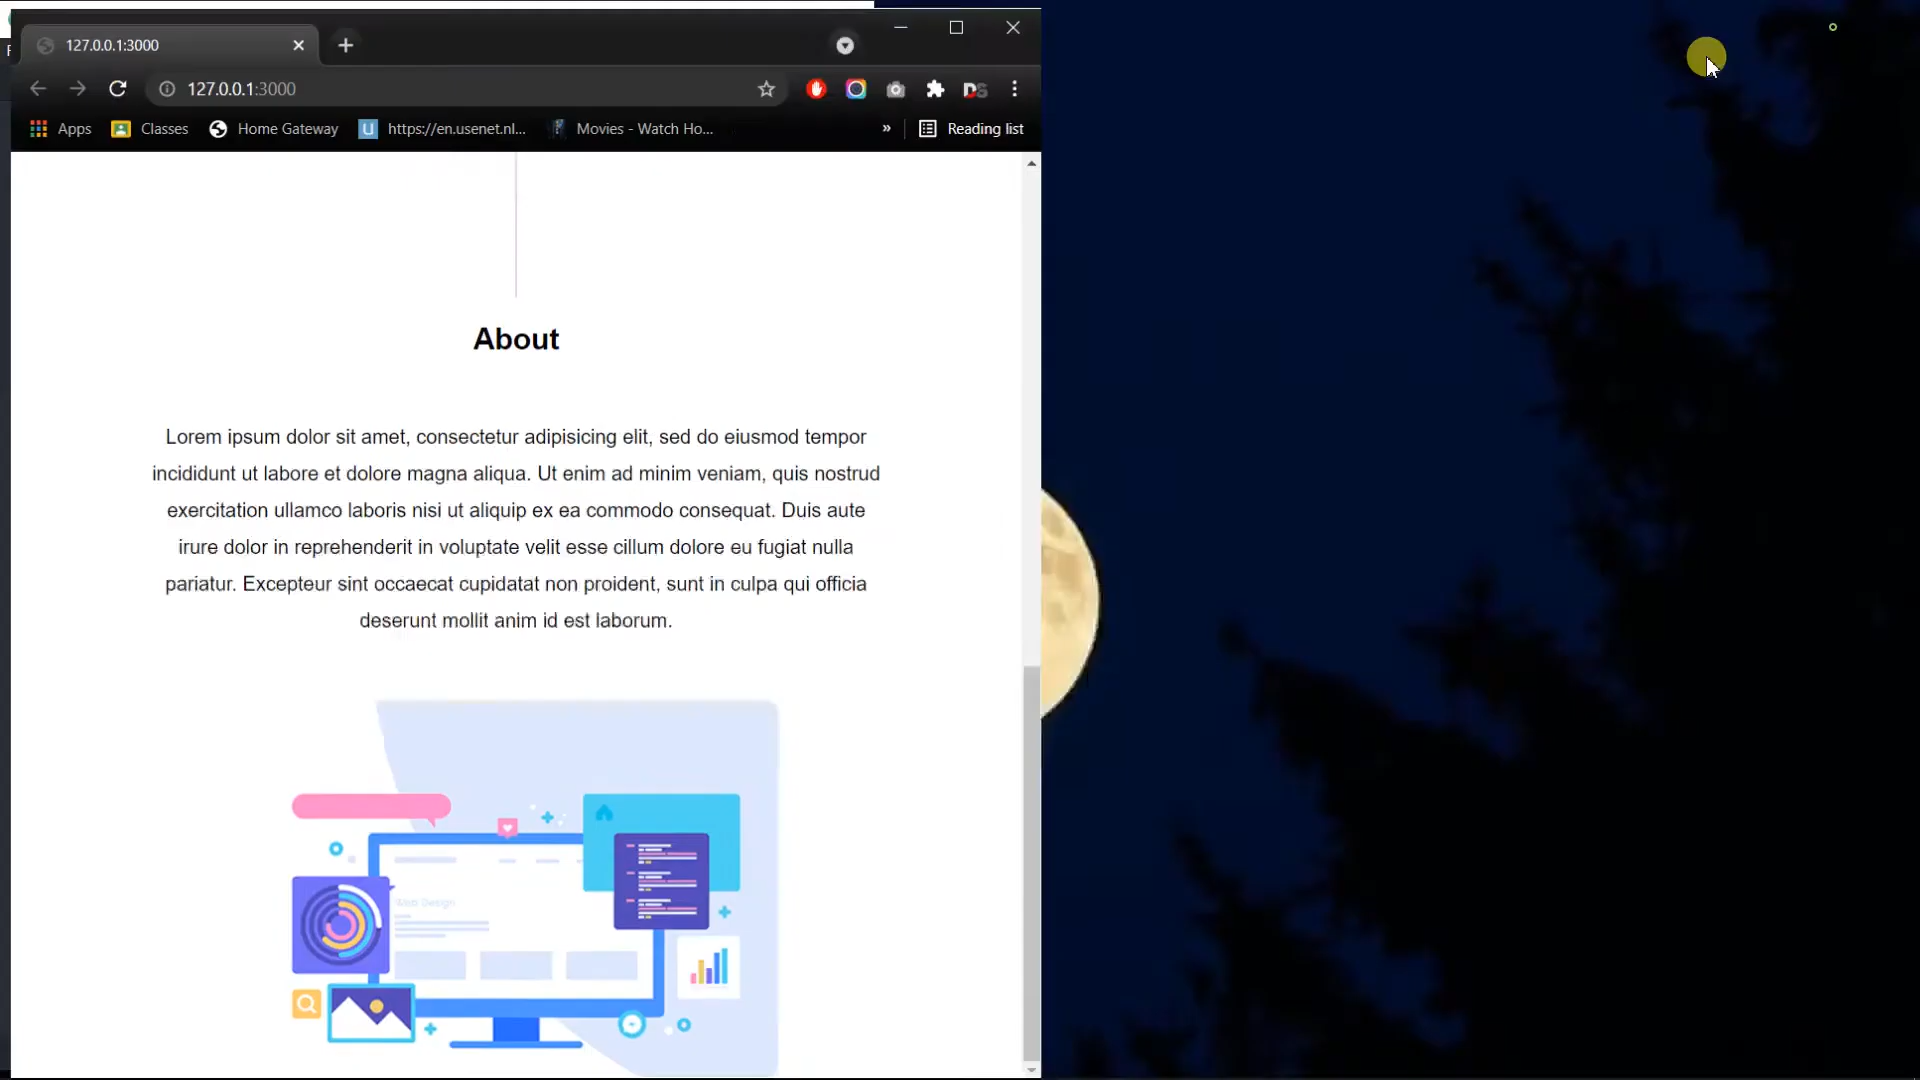 127.0.0.1:3000
127.0.0.1:3000
Apps Classes Home Gateway https://en.usenet.nl... Movies - Watch Ho... » Reading list
About
Lorem ipsum dolor sit amet, consectetur adipisicing elit, sed do eiusmod tempor
incididunt ut labore et dolore magna aliqua. Ut enim ad minim veniam, quis nostrud
exercitation ullamco laboris nisi ut aliquip ex ea commodo consequat. Duis aute
irure dolor in reprehenderit in voluptate velit esse cillum dolore eu fugiat nulla
pariatur. Excepteur sint occaecat cupidatat non proident, sunt in culpa qui officia
deserunt mollit anim id est laborum.
Web Design